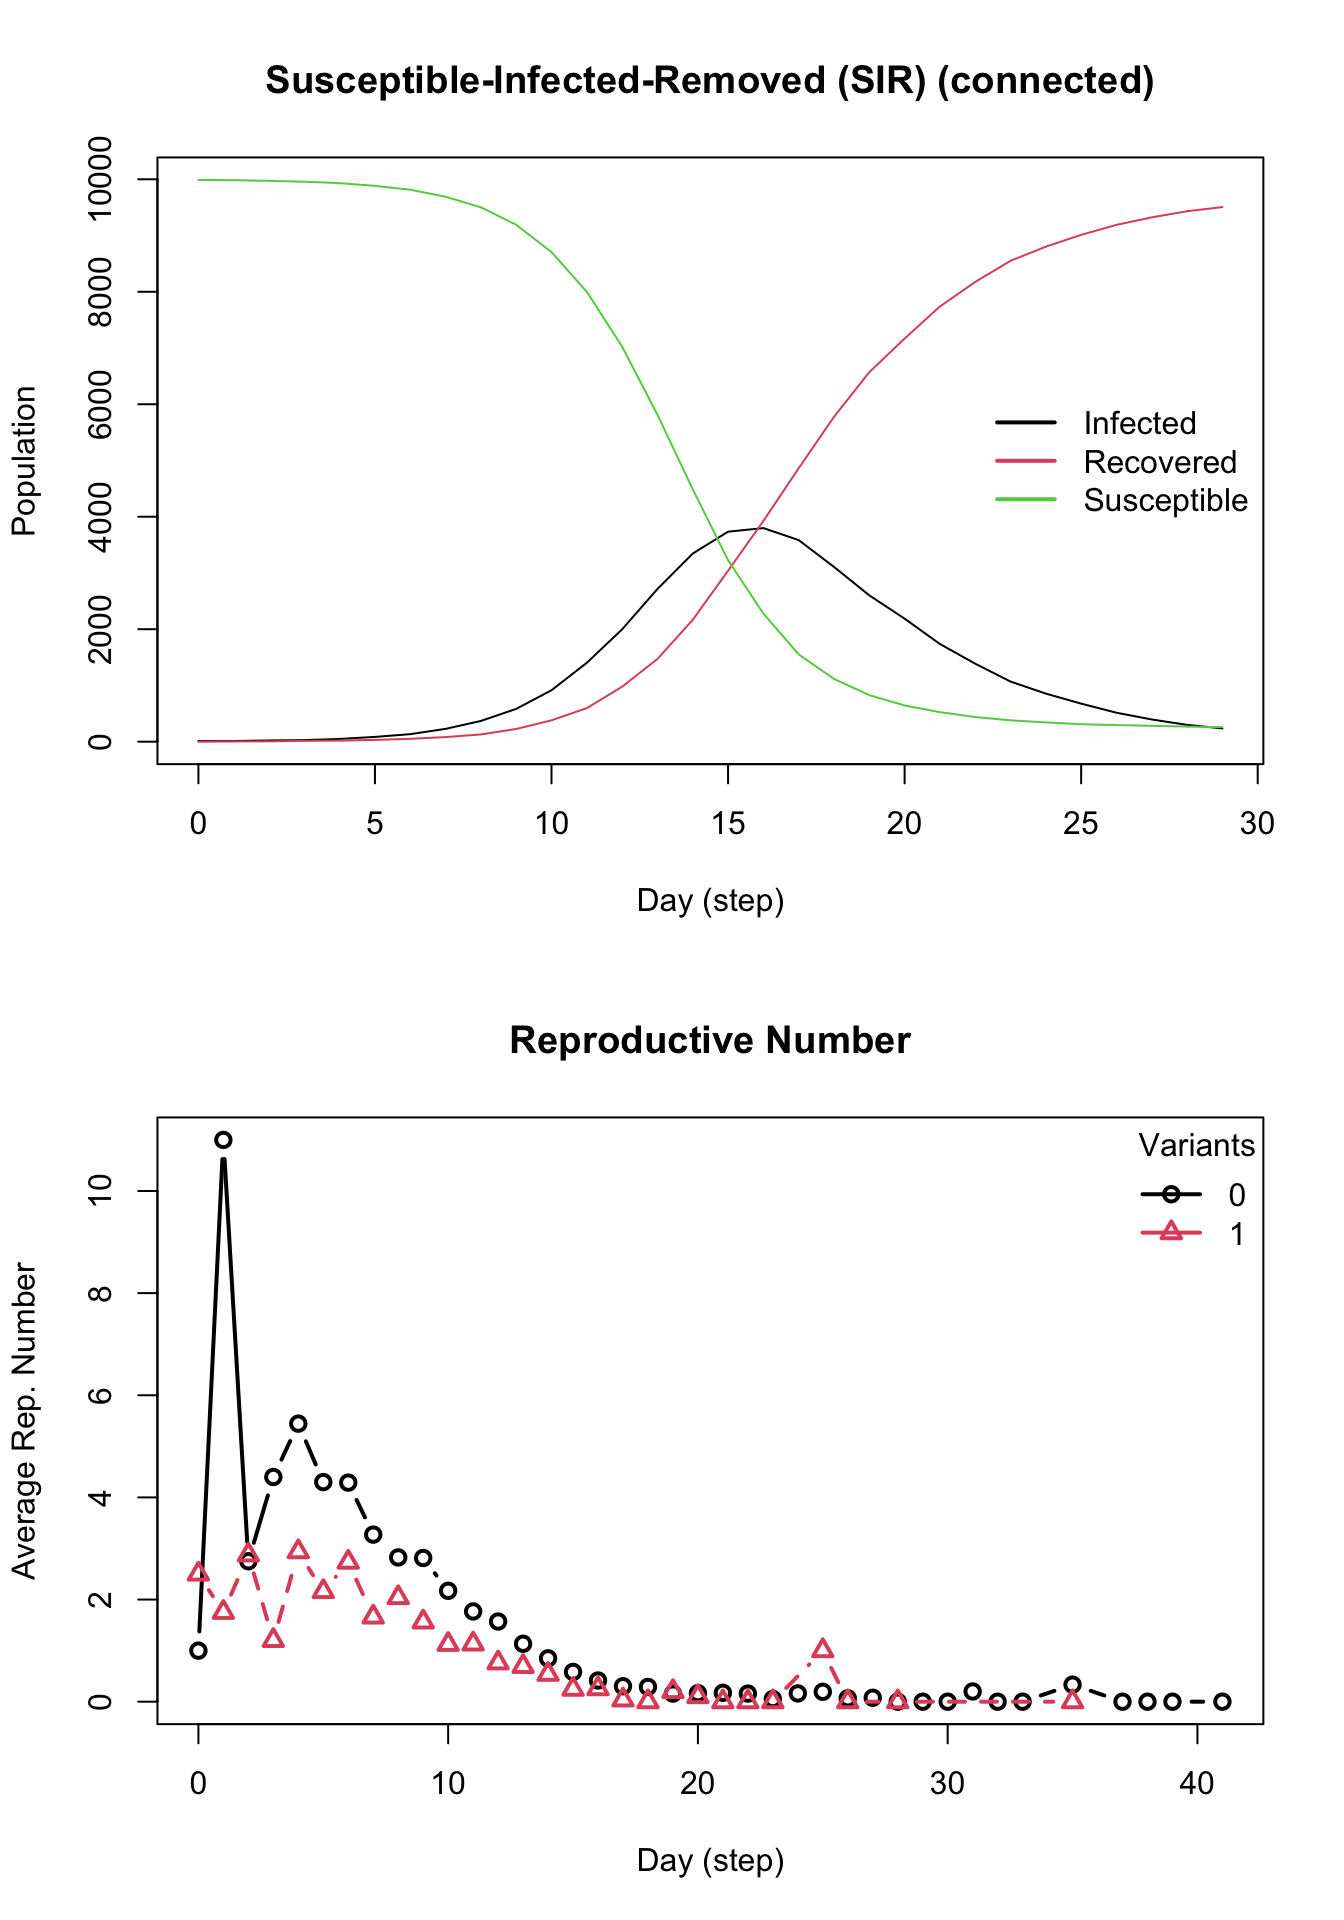 Susceptible-Infected-Removed (SIR) (connected)
Population
10000
8000
6000
4000
2000
0
Infected
Recovered
Susceptible
0 5 10 15 20 25 30
Day (step)
Reproductive Number
Average Rep. Number
10
8
6
4
2
0
Variants
0
1
0 10 20 30 40
Day (step)